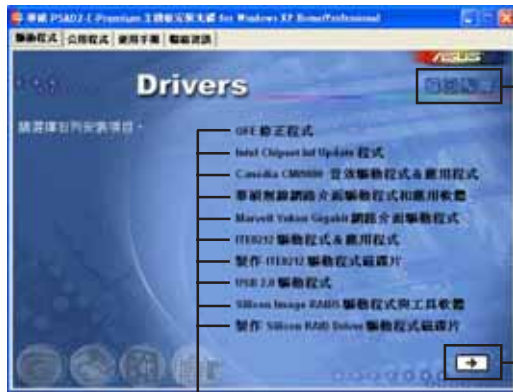 華碩 P5AD2-E Premium 主機板安裝光碟 for Windows XP Home/Professional
驅動程式 公用程式 使用手冊 聯絡資訊
ASUS
Drivers
請選擇以下安裝項目。
QFE 修正程式
Intel Chipset Inf Update 程式
C-media CMI9880 音效驅動程式&應用程式
華碩無線網路介面驅動程式和應用軟體
Marvell Yukon Gigabit 網路介面驅動程式
ITE8212 驅動程式&應用程式
製作 ITE8212 驅動程式磁碟片
USB 2.0 驅動程式
Silicon Image RAID5 驅動程式與工具軟體
製作 Silicon RAID Driver 驅動程式磁碟片